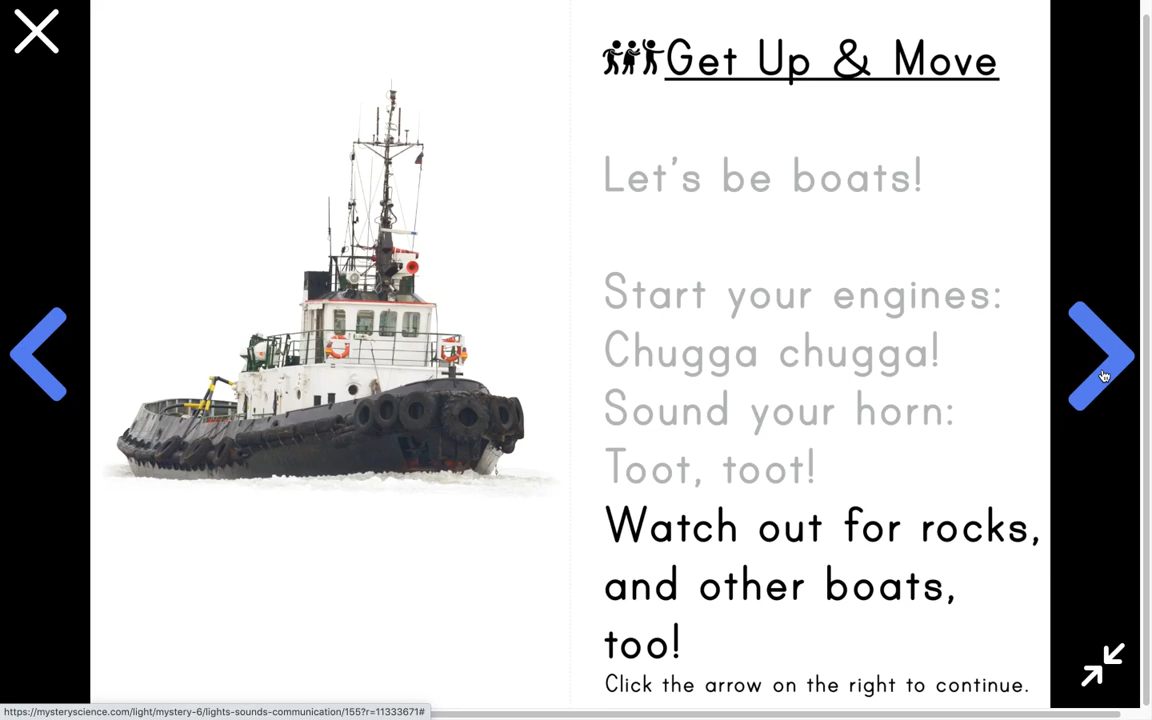 Get Up & Move
Let's be boats!
Start your engines:
Chugga chugga!
Sound your horn:
Toot, toot!
Watch out for rocks,
and other boats,
too!
Click the arrow on the right to continue.
https://mysteryscience.com/light/mystery-6/lights-sounds-communication/155?r=11333671#